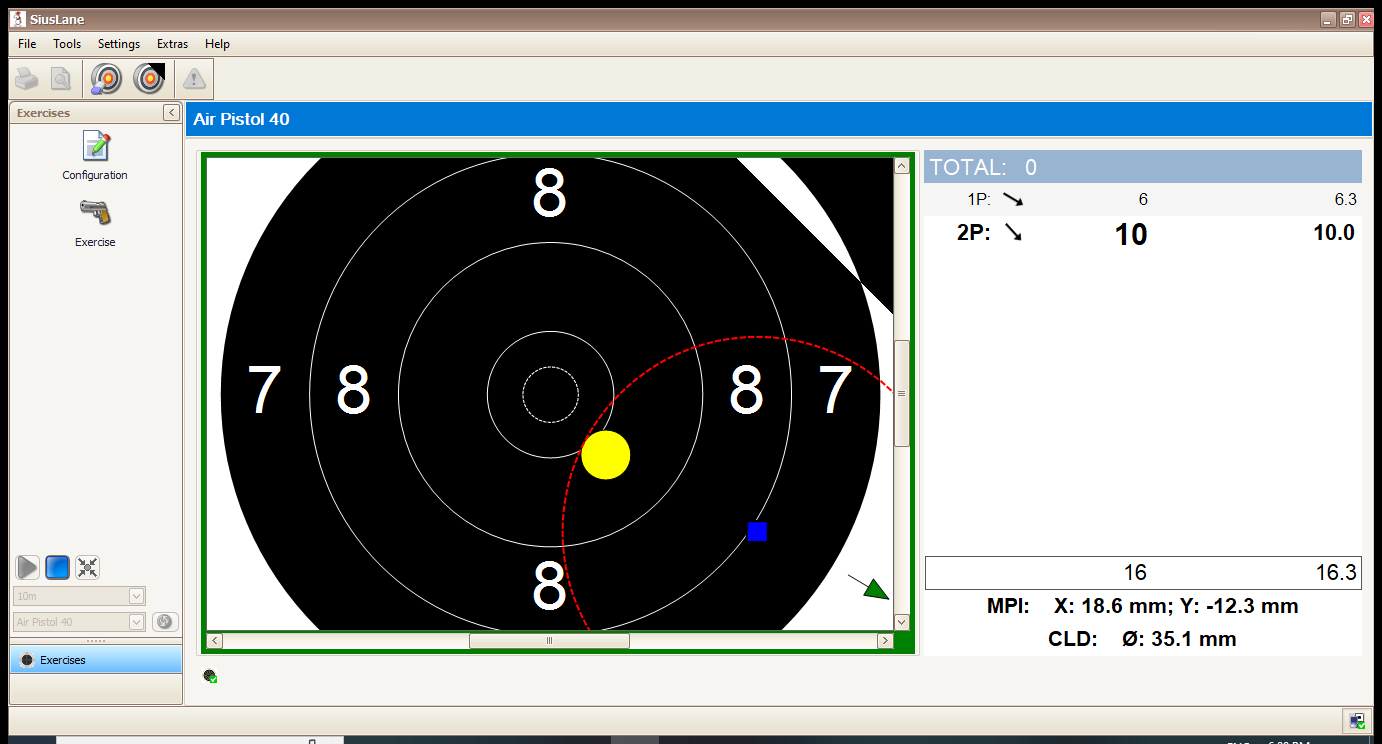 SiusLane
File Tools Settings Extras Help
Exercises
Configuration
Exercise
10m
Air Pistol 40
Exercises
Air Pistol 40
8
7 8 8 7
8
TOTAL: 0
1P: 6 6.3
2P: 10 10.0
16 16.3
MPI: X: 18.6 mm; Y: -12.3 mm
CLD: Ø: 35.1 mm